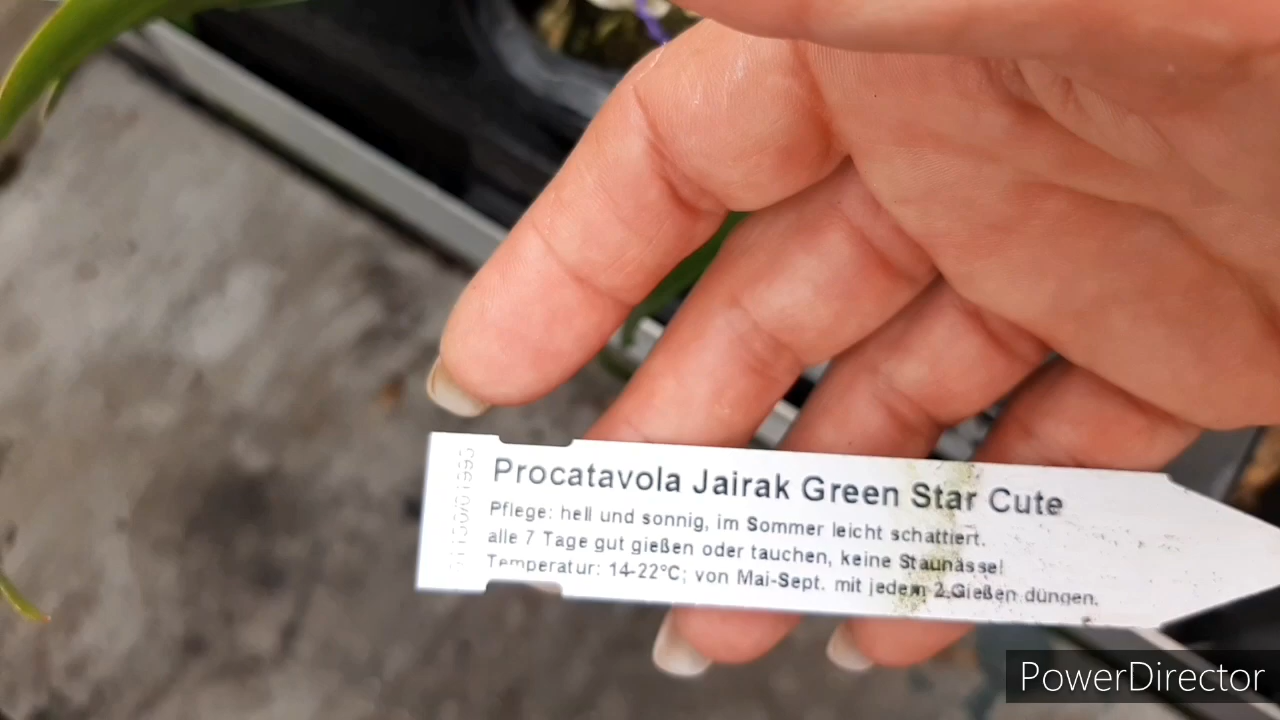 Procatavola Jairak Green Star Cute
Pflege: hell und sonnig, im Sommer leicht schattiert.
alle 7 Tage gut gießen oder tauchen, keine Staunässe!
Temperatur: 14-22°C; von Mai-Sept. mit jedem 2.Gießen düngen.
PowerDirector